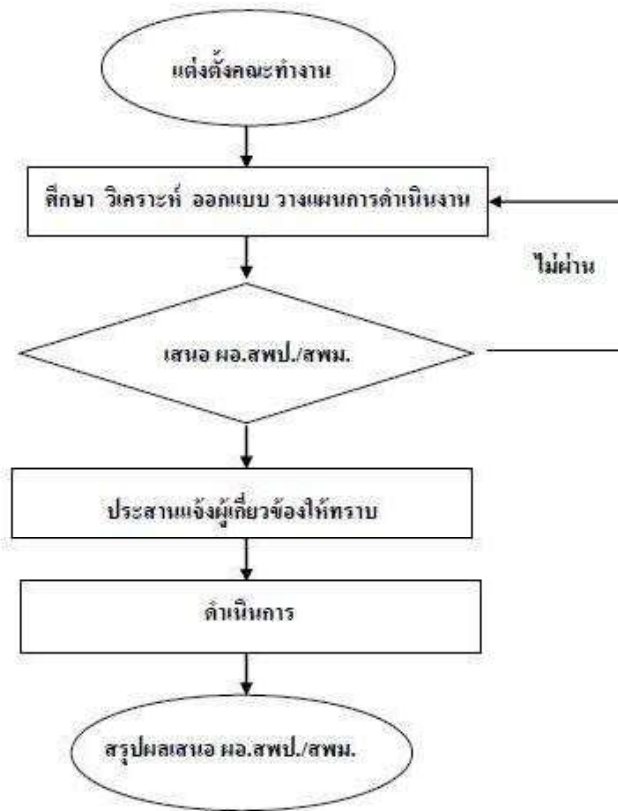 แต่งตั้งคณะทำงาน
ศึกษา วิเคราะห์ ออกแบบ วางแผนการดำเนินงาน
ไม่ผ่าน
เสนอ ผอ.สพป./สพม.
ประสานแจ้งผู้เกี่ยวข้องให้ทราบ
ดำเนินการ
สรุปผลเสนอ ผอ.สพป./สพม.